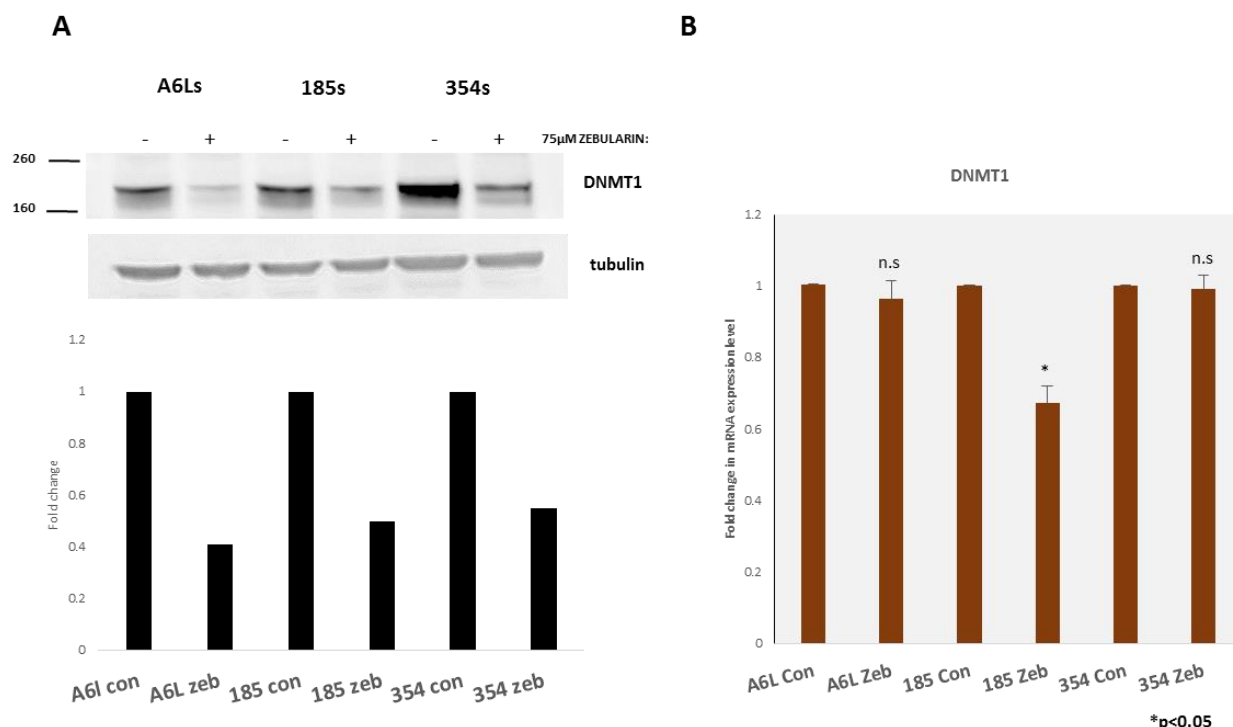 A
A6Ls 185s 354s
- + - + - + 75µM ZEBULARIN:
260
DNMT1
160
tubulin
1.2
1
0.8
0.6
0.4
0.2
0
Fold change
A6l con A6L zeb 185 con 185 zeb 354 con 354 zeb
B
DNMT1
1.2
1
0.8
0.6
0.4
0.2
0
Fold change in mRNA expression level
n.s
*
n.s
A6L Con A6L Zeb 185 Con 185 Zeb 354 Con 354 Zeb
*p<0.05